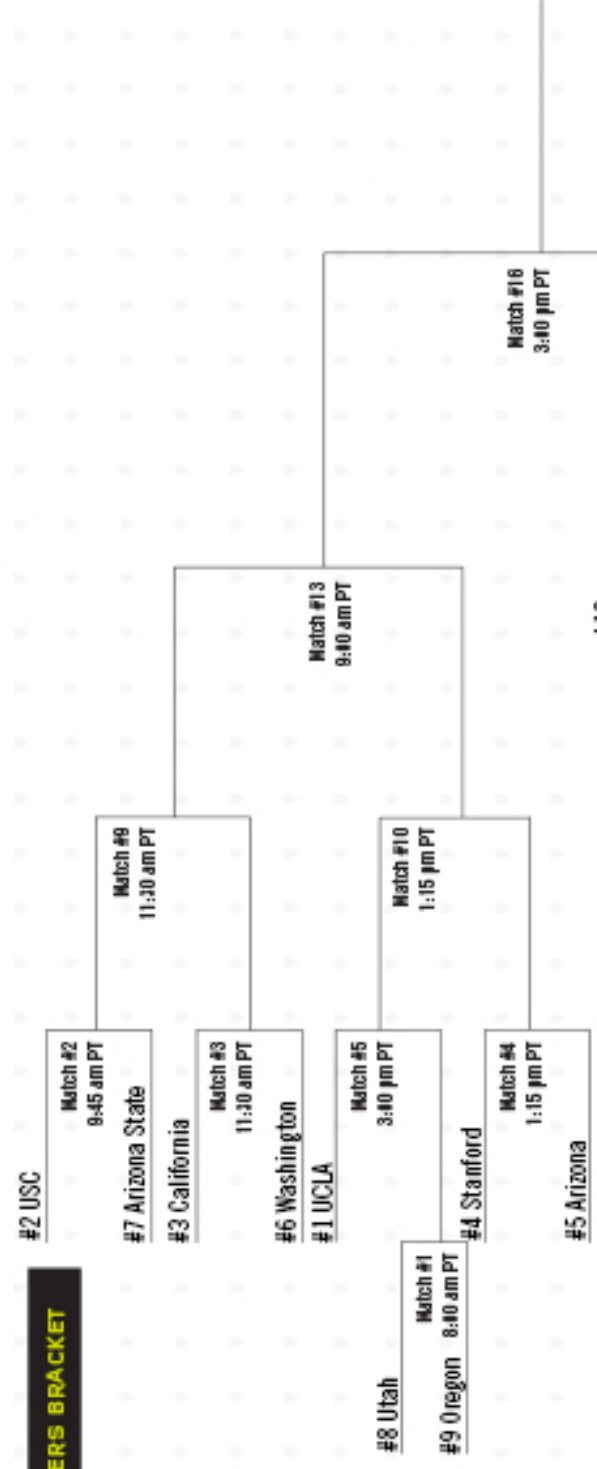 ERS BRACKET
#2 USC
Match #2
9:45 am PT
#7 Arizona State
#3 California
Match #3
11:30 am PT
#6 Washington
#1 UCLA
Match #5
3:00 pm PT
#8 Utah
Match #1
8:00 am PT
#9 Oregon
#4 Stanford
Match #4
1:15 pm PT
#5 Arizona
Match #9
11:30 am PT
Match #10
1:15 pm PT
Match #13
9:00 am PT
Match #16
3:00 pm PT